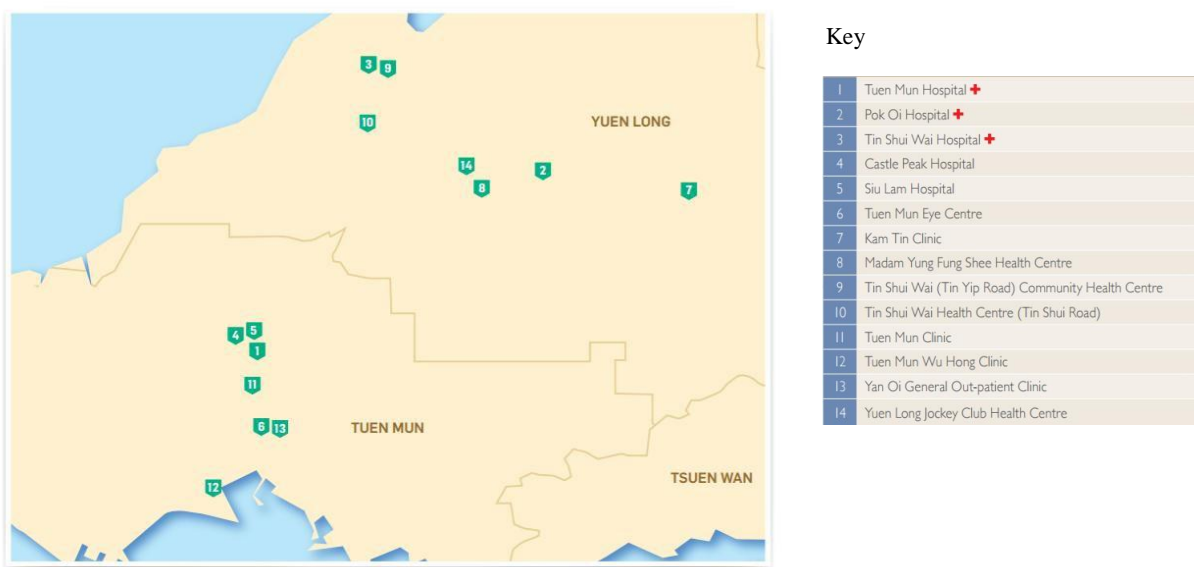 3 9
10
YUEN LONG
14
2
8
7
5
4
1
11
6 13
TUEN MUN
TSUEN WAN
12
Key
1 Tuen Mun Hospital
2 Pok Oi Hospital
3 Tin Shui Wai Hospital
4 Castle Peak Hospital
5 Siu Lam Hospital
6 Tuen Mun Eye Centre
7 Kam Tin Clinic
8 Madam Yung Fung Shee Health Centre
9 Tin Shui Wai (Tin Yip Road) Community Health Centre
10 Tin Shui Wai Health Centre (Tin Shui Road)
11 Tuen Mun Clinic
12 Tuen Mun Wu Hong Clinic
13 Yan Oi General Out-patient Clinic
14 Yuen Long Jockey Club Health Centre